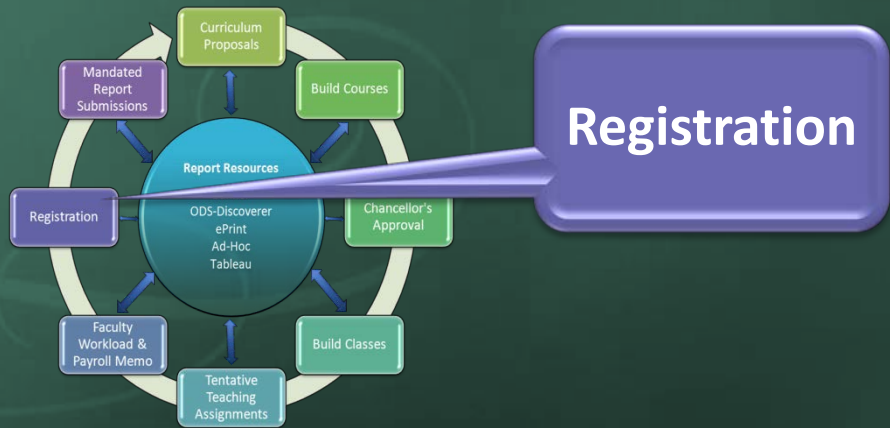 Curriculum
Proposals
Build Courses
Chancellor's
Approval
Build Classes
Tentative
Teaching
Assignments
Faculty
Workload &
Payroll Memo
Registration
Mandated
Report
Submissions
Report Resources
ODS-Discoverer
ePrint
Ad-Hoc
Tableau
Registration